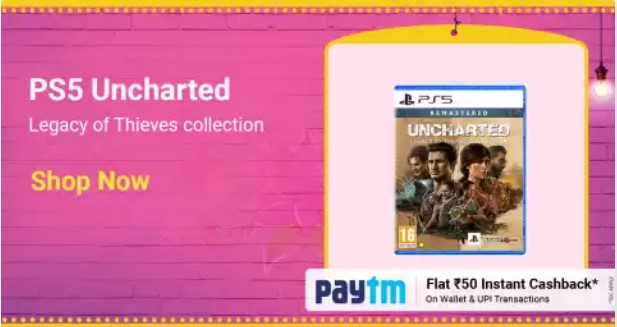 PS5 Uncharted
Legacy of Thieves collection
Shop Now
PS5
REMASTERED
UNCHARTED
16
paytm
Flat ₹50 Instant Cashback*
On Wallet & UPI Transactions